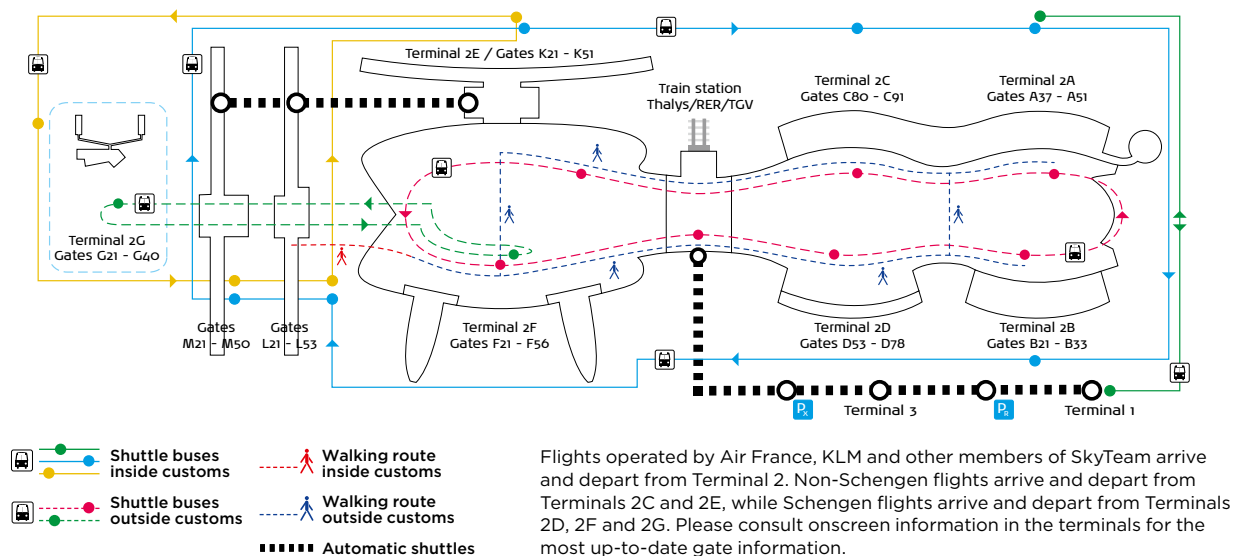 Terminal 2E / Gates K21 - K51
Train station
Thalys/RER/TGV
Terminal 2C
Gates C80 - C91
Terminal 2A
Gates A37 - A51
Terminal 2G
Gates G21 - G40
Gates
M21 - M50
Gates
L21 - L53
Terminal 2F
Gates F21 - F56
Terminal 2D
Gates D53 - D78
Terminal 2B
Gates B21 - B33
PX
Terminal 3
PR
Terminal 1
Shuttle buses
inside customs
Shuttle buses
outside customs
Walking route
inside customs
Walking route
outside customs
Automatic shuttles
Flights operated by Air France, KLM and other members of SkyTeam arrive
and depart from Terminal 2. Non-Schengen flights arrive and depart from
Terminals 2C and 2E, while Schengen flights arrive and depart from Terminals
2D, 2F and 2G. Please consult onscreen information in the terminals for the
most up-to-date gate information.